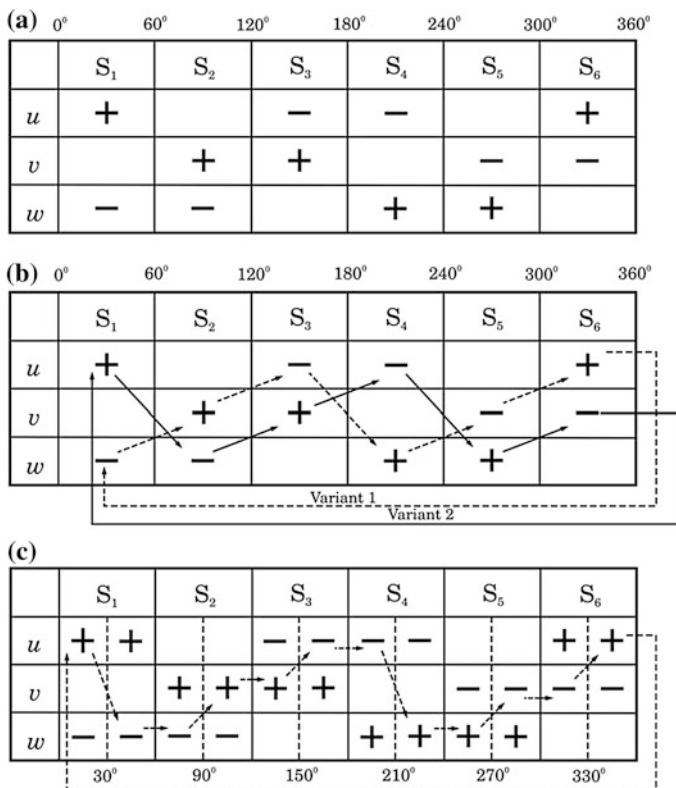 (a) 0° 60° 120° 180° 240° 300° 360°
S₁ S₂ S₃ S₄ S₅ S₆
u + − − +
v + + − −
w − − + +
(b) 0° 60° 120° 180° 240° 300° 360°
S₁ S₂ S₃ S₄ S₅ S₆
u + − − +
v + + − −
w − − + +
Variant 1
Variant 2
(c)
S₁ S₂ S₃ S₄ S₅ S₆
u + + − − − − + +
v + + + + − − − −
w − − − − + + + +
30° 90° 150° 210° 270° 330°